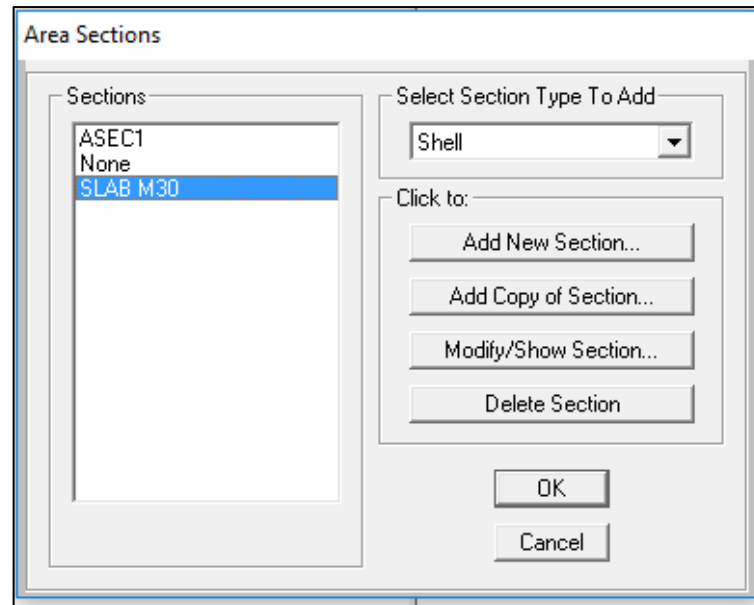 Area Sections
Sections
ASEC1
None
SLAB M30
Select Section Type To Add
Shell
Click to:
Add New Section...
Add Copy of Section...
Modify/Show Section...
Delete Section
OK
Cancel